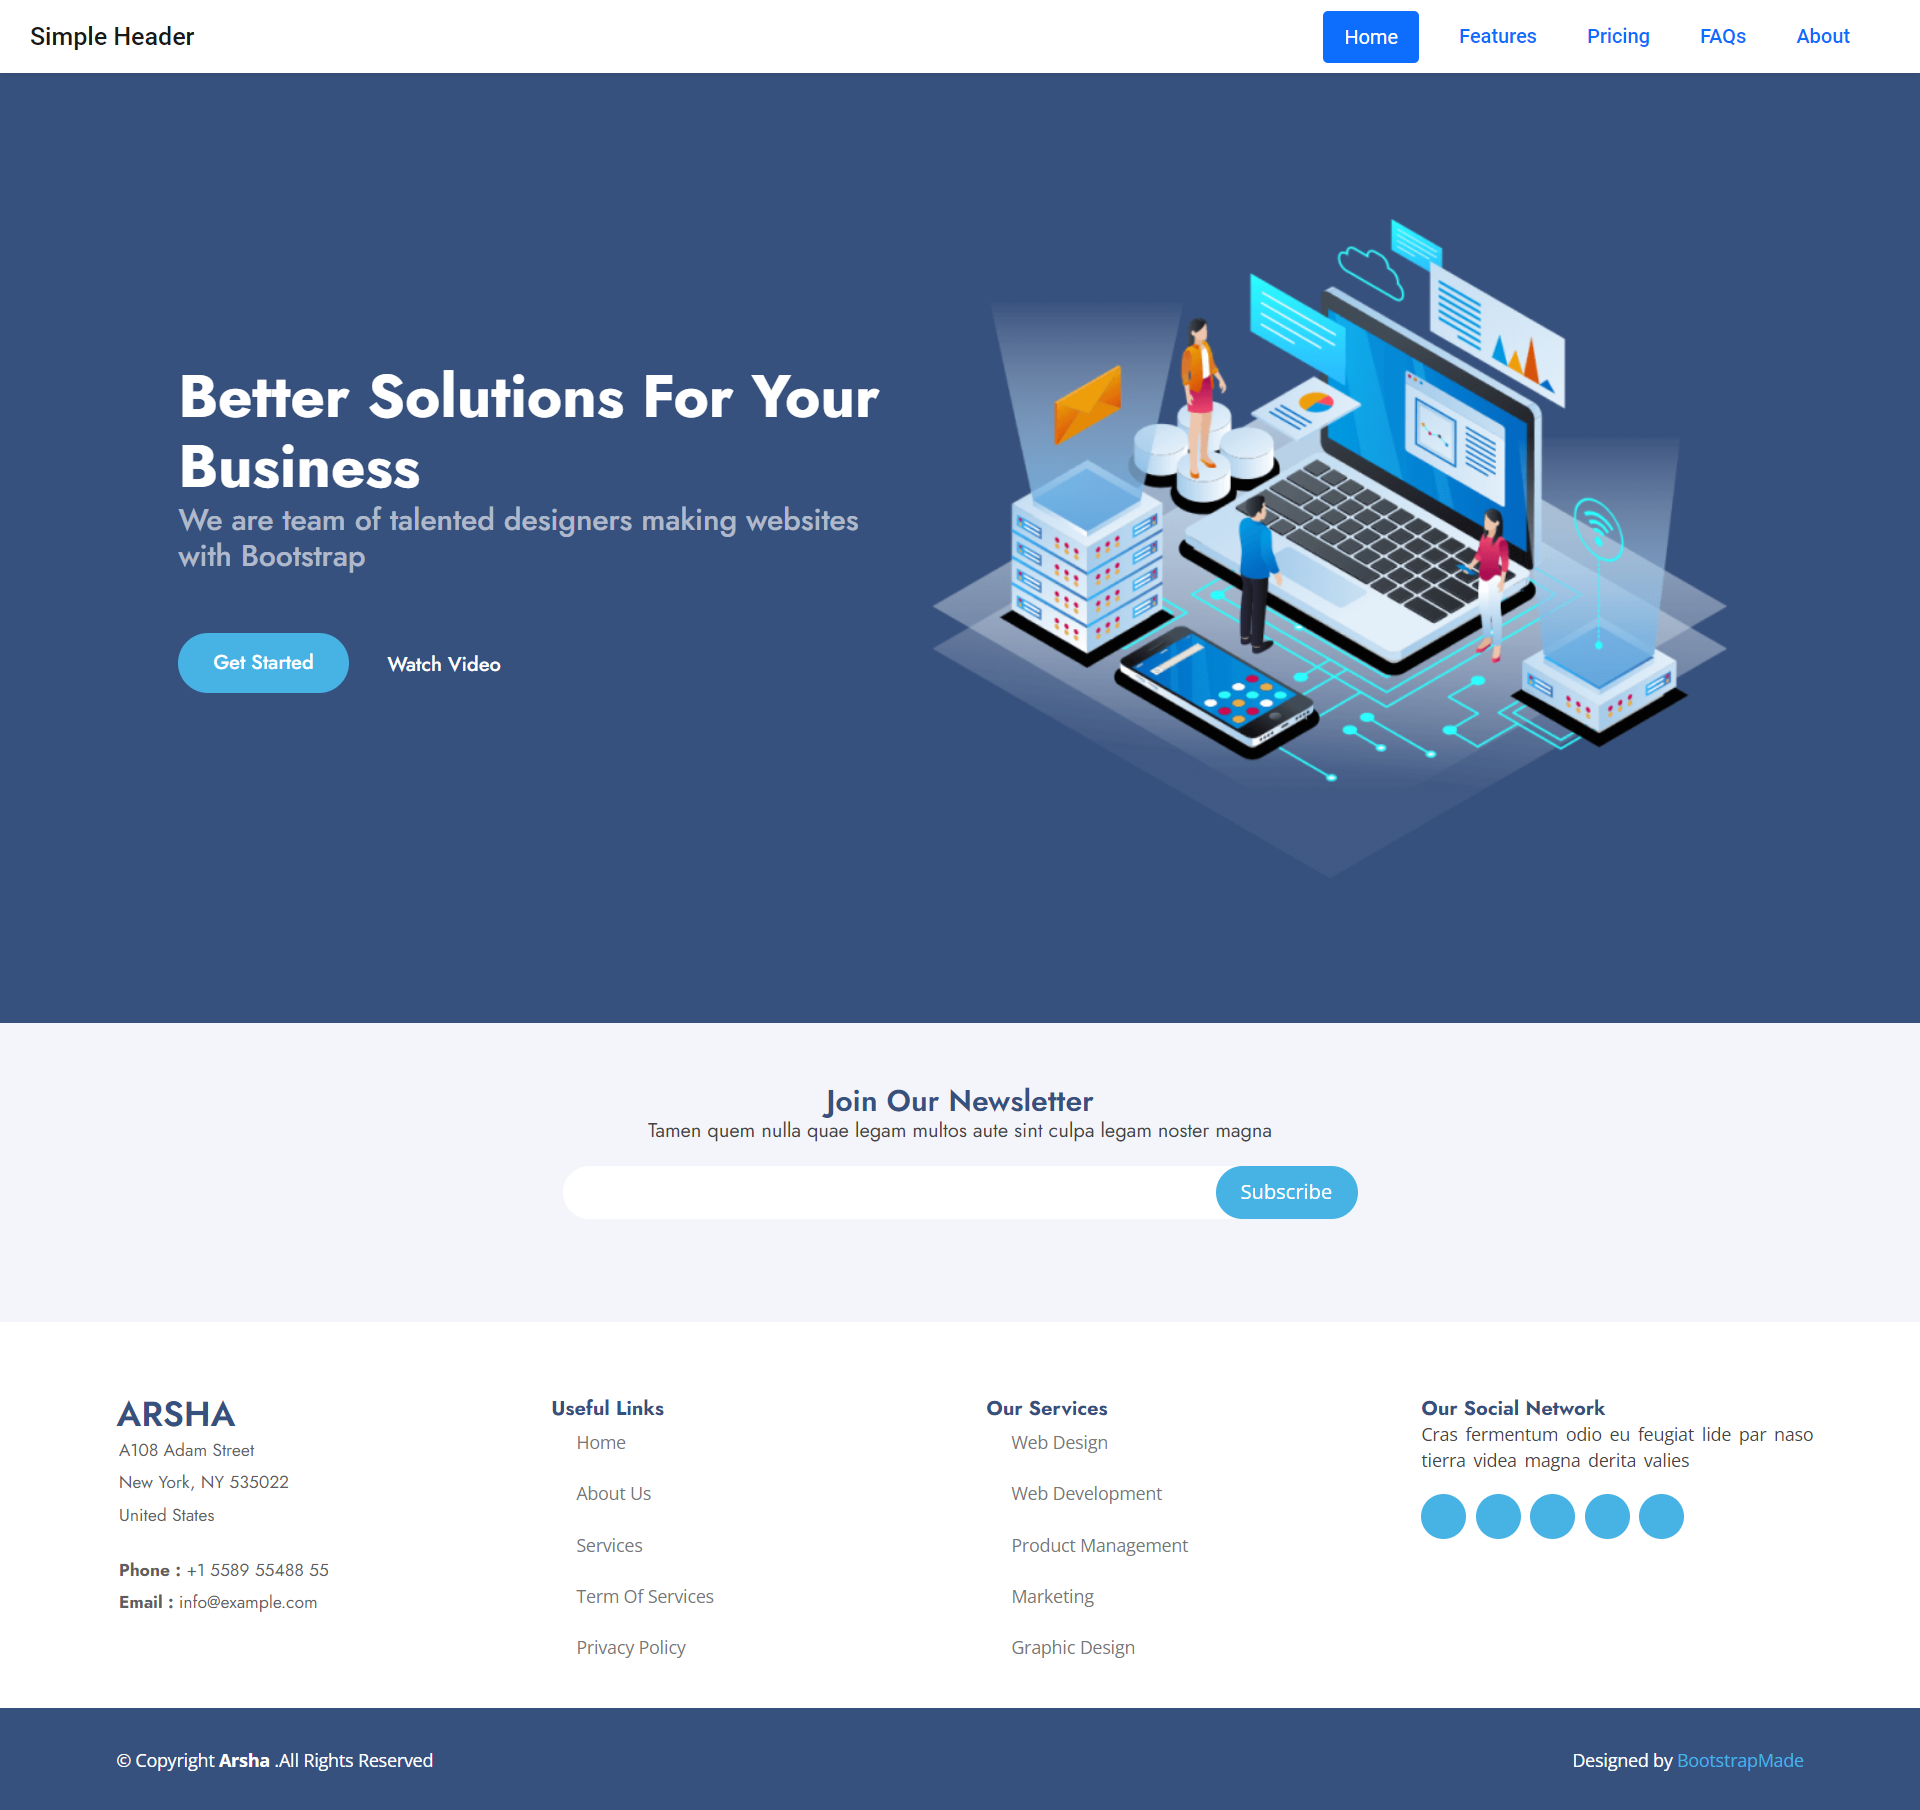 Simple Header
Home
Features
Pricing
FAQs
About
Better Solutions For Your
Business
We are team of talented designers making websites
with Bootstrap
Get Started
Watch Video
Join Our Newsletter
Tamen quem nulla quae legam multos aute sint culpa legam noster magna
Subscribe
ARSHA
A108 Adam Street
New York, NY 535022
United States
Phone : +1 5589 55488 55
Email : info@example.com
Useful Links
Home
About Us
Services
Term Of Services
Privacy Policy
Our Services
Web Design
Web Development
Product Management
Marketing
Graphic Design
Our Social Network
Cras fermentum odio eu feugiat lide par naso
tierra videa magna derita valies
© Copyright Arsha .All Rights Reserved
Designed by BootstrapMade